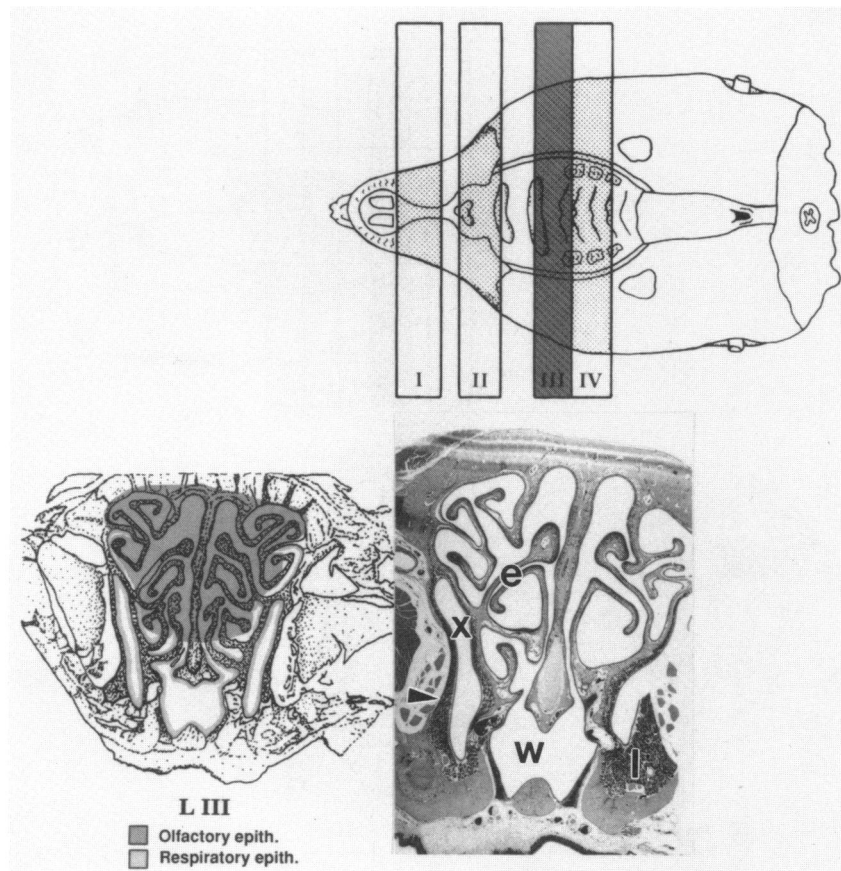 I II III IV
e
x
w
l
L III
Olfactory epith.
Respiratory epith.